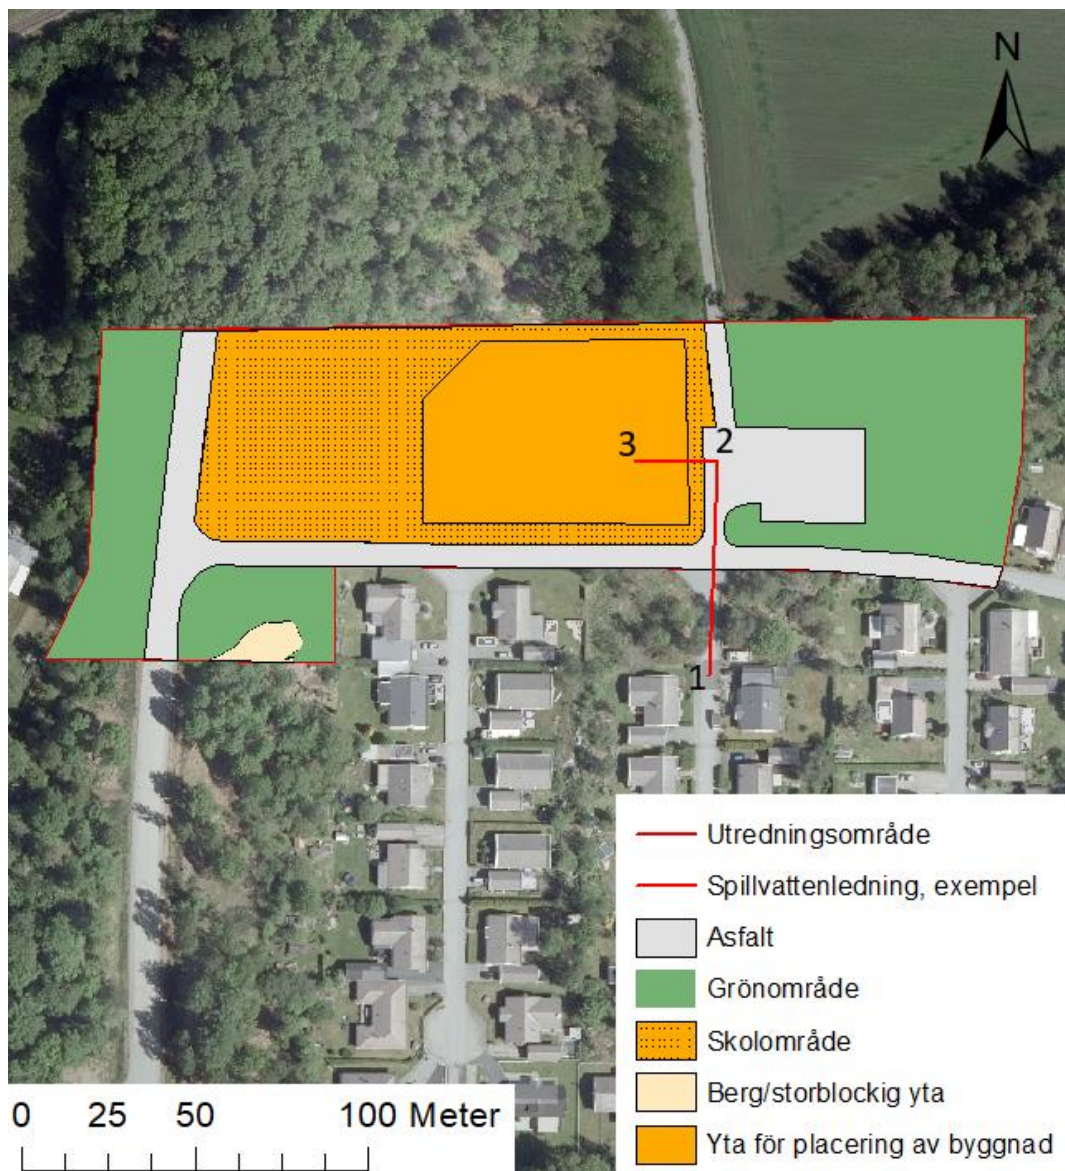 N
3
2
1
Utredningsområde
Spillvattenledning, exempel
Asfalt
Grönområde
Skolområde
Berg/storblockig yta
Yta för placering av byggnad
0 25 50 100 Meter